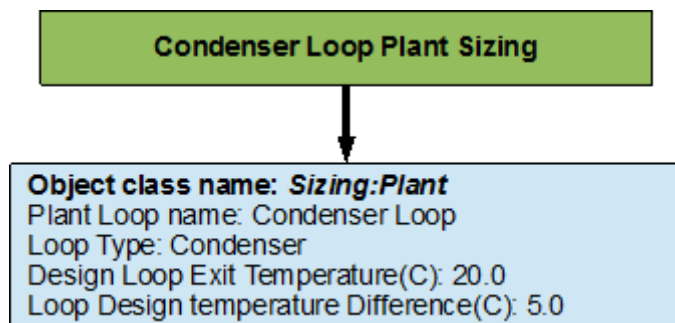 Condenser Loop Plant Sizing
Object class name: Sizing:Plant
Plant Loop name: Condenser Loop
Loop Type: Condenser
Design Loop Exit Temperature(C): 20.0
Loop Design temperature Difference(C): 5.0